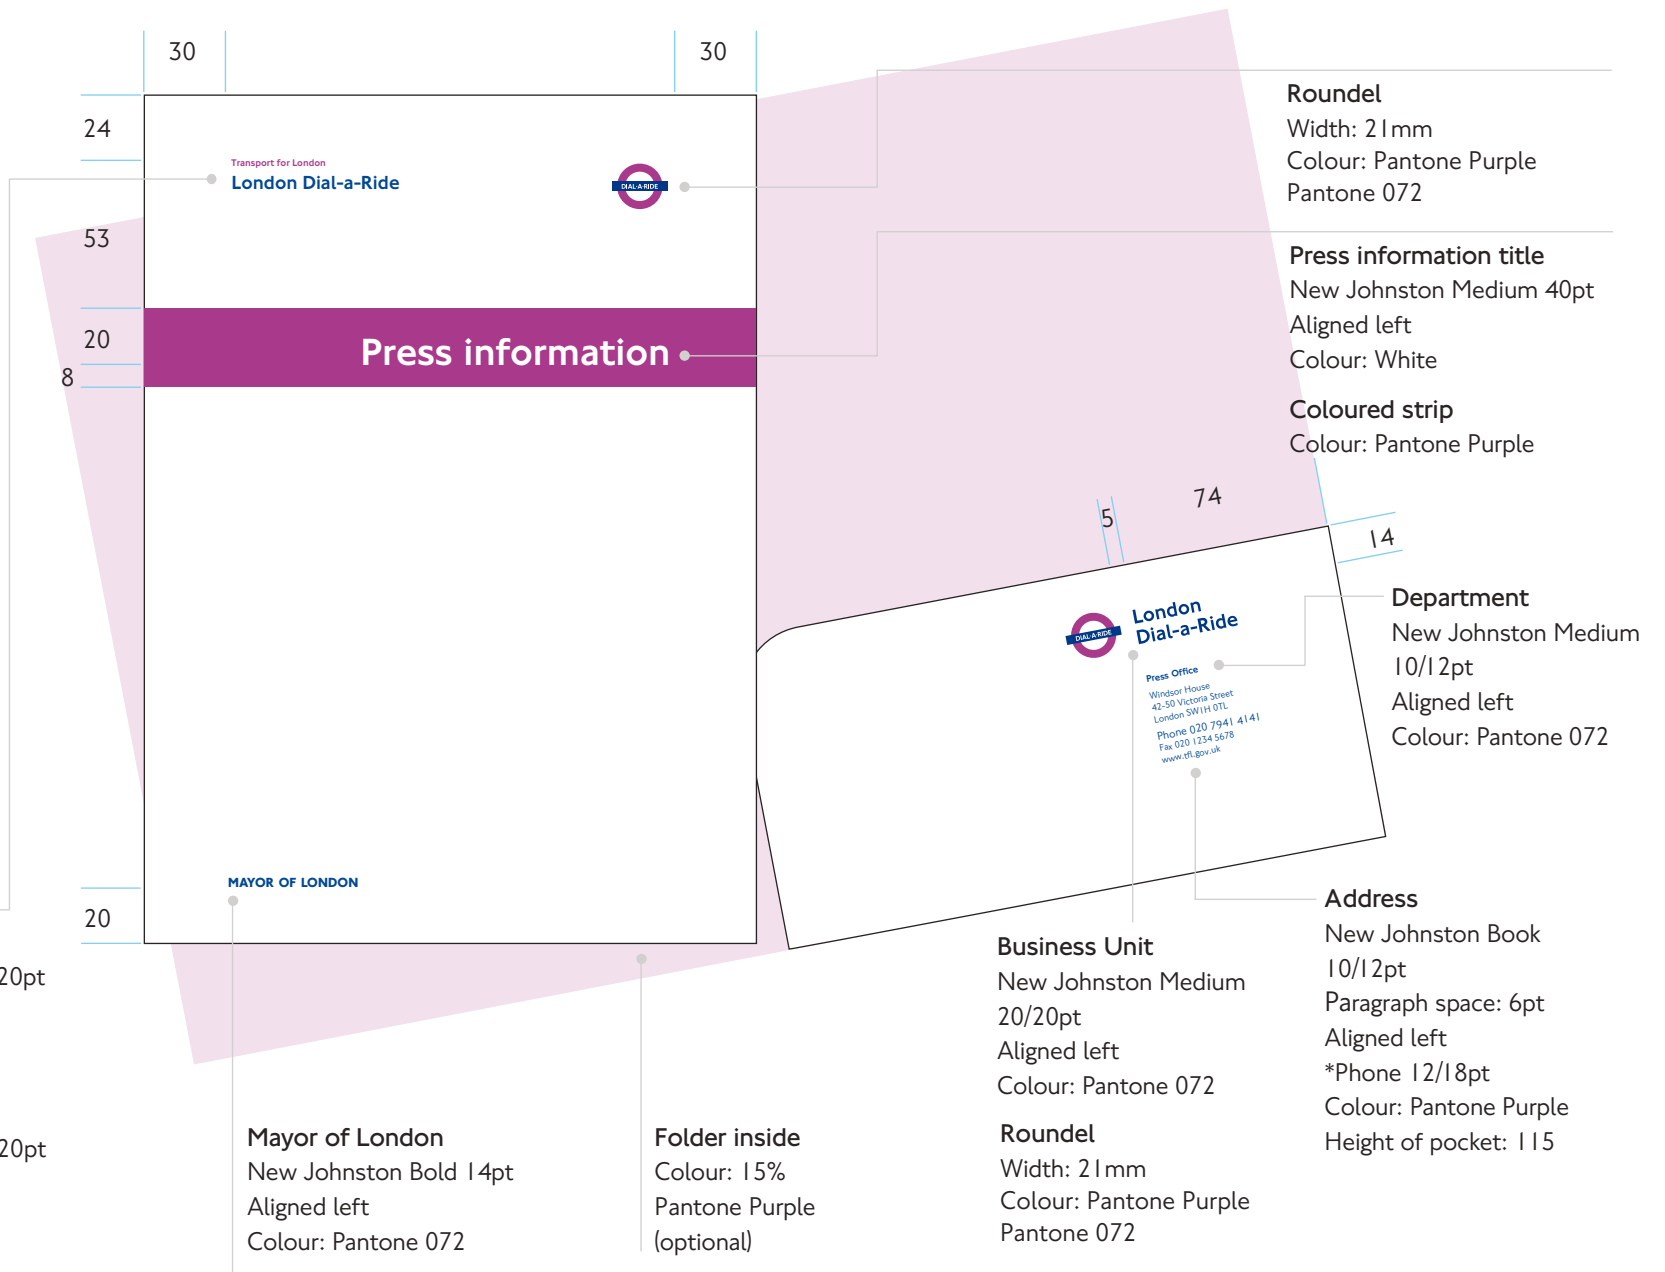 30
30
24
53
20
8
20
Transport for London
London Dial-a-Ride
DIAL-A-RIDE
Press information
MAYOR OF LONDON
Roundel
Width: 21mm
Colour: Pantone Purple
Pantone 072
Press information title
New Johnston Medium 40pt
Aligned left
Colour: White
Coloured strip
Colour: Pantone Purple
5
74
14
DIAL-A-RIDE
London
Dial-a-Ride
Press Office
Windsor House
42-50 Victoria Street
London SW1H 0TL
Phone 020 7941 4141
Fax 020 1234 5678
www.tfl.gov.uk
Department
New Johnston Medium
10/12pt
Aligned left
Colour: Pantone 072
Address
New Johnston Book
10/12pt
Paragraph space: 6pt
Aligned left
*Phone 12/18pt
Colour: Pantone Purple
Height of pocket: 115
Business Unit
New Johnston Medium
20/20pt
Aligned left
Colour: Pantone 072
Roundel
Width: 21mm
Colour: Pantone Purple
Pantone 072
20pt
20pt
Mayor of London
New Johnston Bold 14pt
Aligned left
Colour: Pantone 072
Folder inside
Colour: 15%
Pantone Purple
(optional)